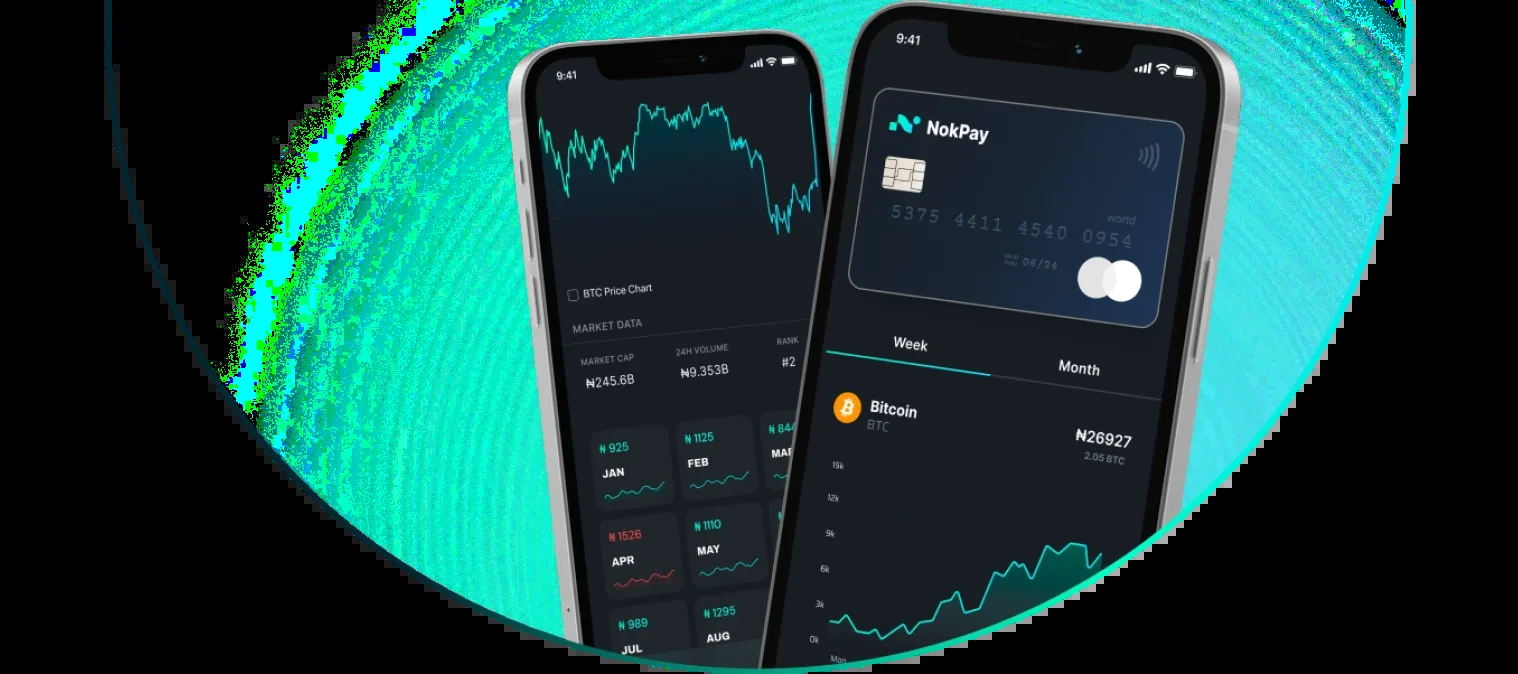 9:41
BTC Price Chart
MARKET DATA
MARKET CAP
24H VOLUME
RANK
₦245.6B
₦9.353B
#2
₦ 925
₦ 1125
₦ 844
JAN
FEB
MAR
₦ 1526
₦ 1110
APR
MAY
₦ 989
₦ 1295
JUL
AUG
9:41
NokPay
world
5375 4411 4540 0954
06/24
Week
Month
Bitcoin
BTC
₦26927
2.05 BTC
15k
12k
9k
6k
3k
0k
Mon